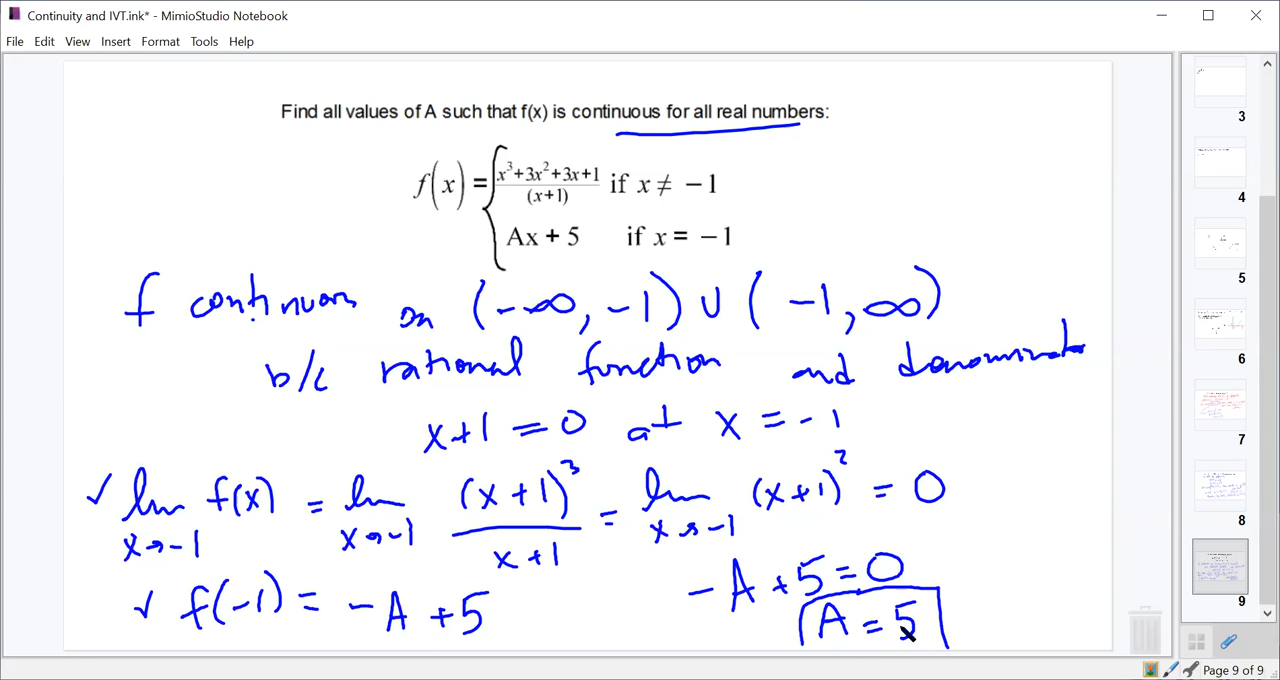 Continuity and IVT.ink* - MimioStudio Notebook
File Edit View Insert Format Tools Help
Find all values of A such that f(x) is continuous for all real numbers:
f(x) = { x³+3x²+3x+1 / (x+1) if x ≠ −1
Ax + 5 if x = −1
f continuous on (-∞, -1) ∪ (-1, ∞)
b/c rational function and denominator
x+1 = 0 at x = -1
✓ lim x→-1 f(x) = lim x→-1 (x+1)³ / x+1 = lim x→-1 (x+1)² = 0
-A + 5 = 0
✓ f(-1) = -A + 5
A = 5
3
4
5
6
7
8
9
Page 9 of 9